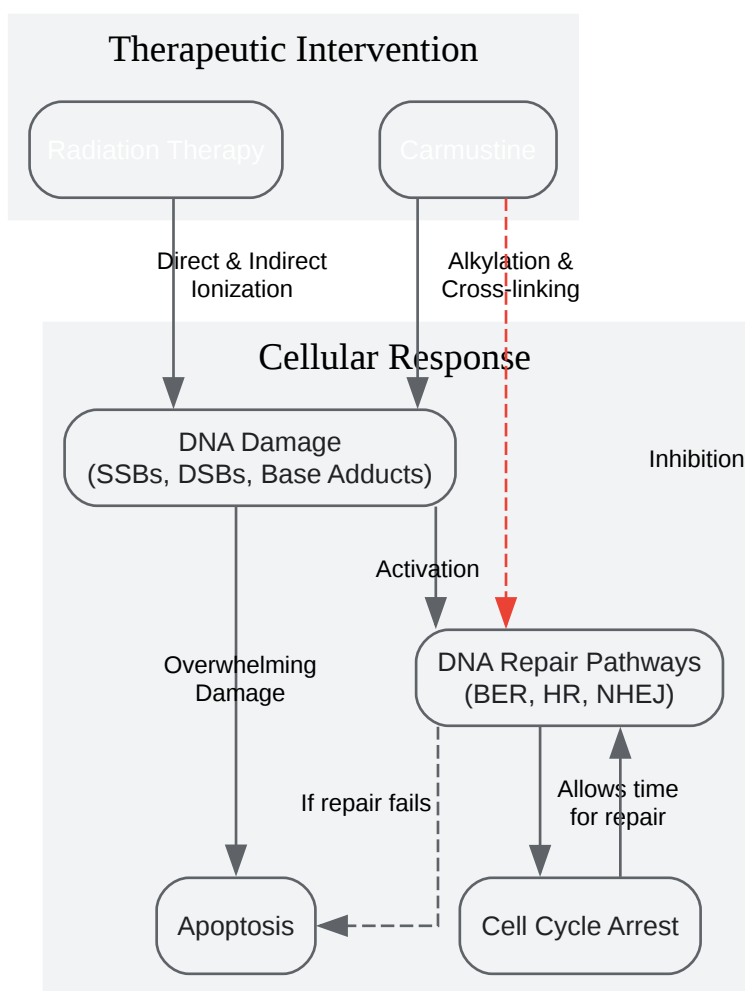 Therapeutic Intervention
Radiation Therapy
Carmustine
Direct & Indirect
Ionization
Alkylation &
Cross-linking
Cellular Response
DNA Damage
(SSBs, DSBs, Base Adducts)
Inhibition
Activation
DNA Repair Pathways
(BER, HR, NHEJ)
Overwhelming
Damage
If repair fails
Allows time
for repair
Apoptosis
Cell Cycle Arrest